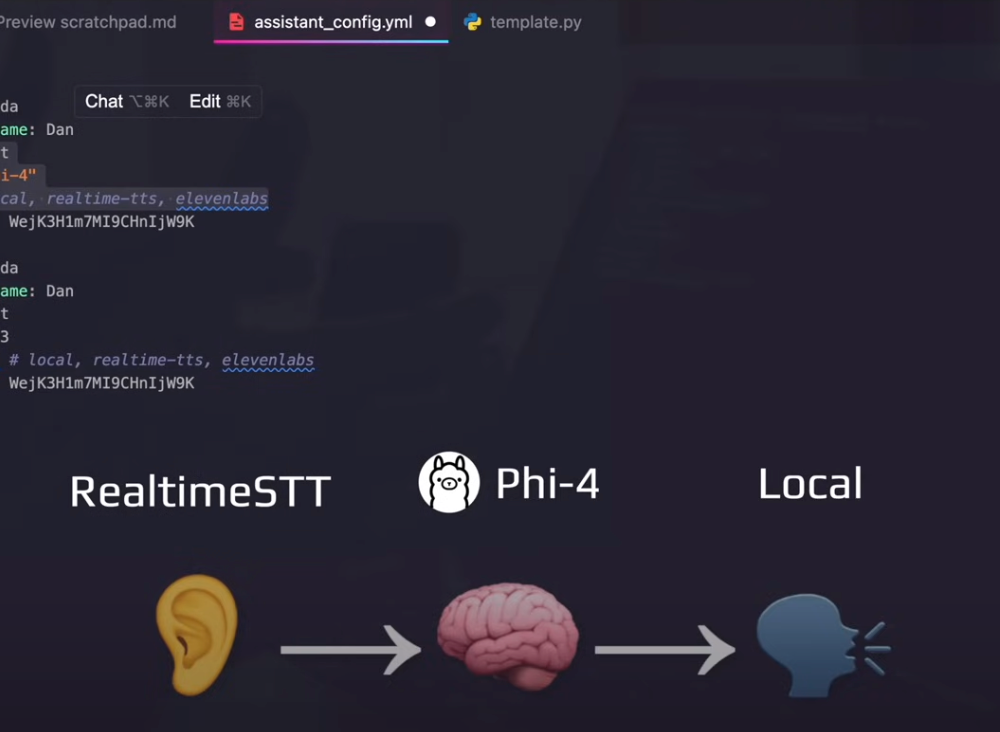 Preview scratchpad.md assistant_config.yml template.py
Chat ⌥⌘K Edit ⌘K
da
ame: Dan
t
i-4"
cal, realtime-tts, elevenlabs
WejK3H1m7MI9CHnIjW9K
da
ame: Dan
t
3
# local, realtime-tts, elevenlabs
WejK3H1m7MI9CHnIjW9K
RealtimeSTT Phi-4 Local